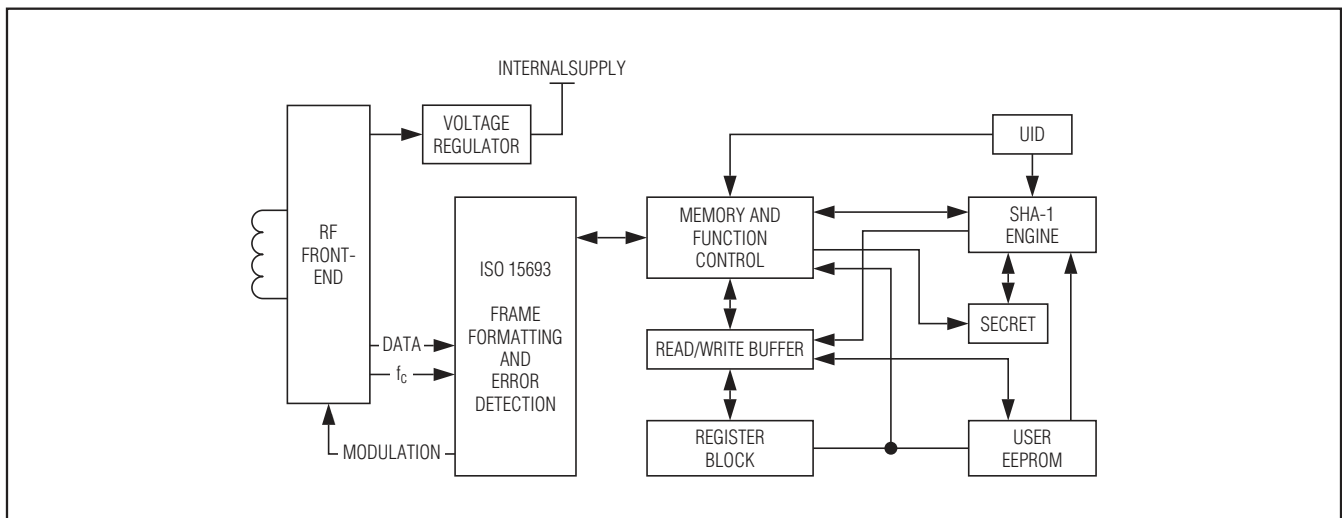 INTERNALSUPPLY
VOLTAGE
REGULATOR
UID
RF
FRONT-
END
MEMORY AND
FUNCTION
CONTROL
SHA-1
ENGINE
ISO 15693
FRAME
FORMATTING
AND
ERROR
DETECTION
SECRET
DATA
READ/WRITE BUFFER
fC
MODULATION
REGISTER
BLOCK
USER
EEPROM